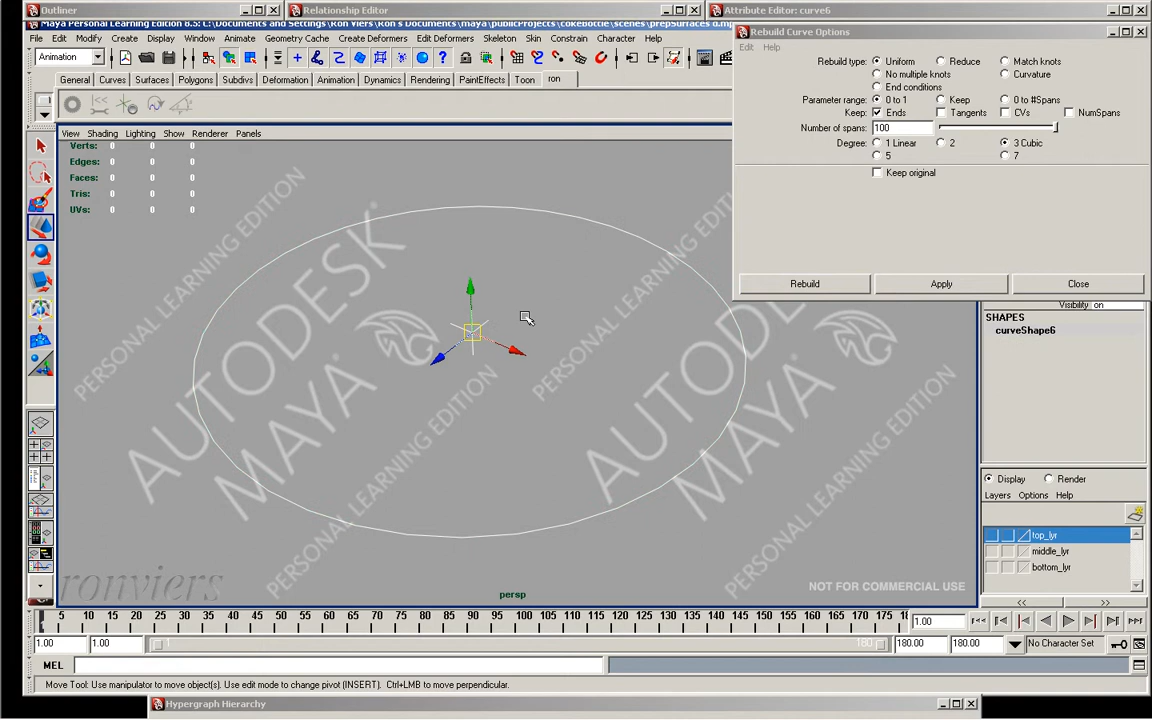 Outliner
Relationship Editor
Attribute Editor: curve6
Maya Personal Learning Edition 8.5: C:\Documents and Settings\Ron Viers\Ron's Documents\maya\publicProjects\cokeBottle\scenes\prepSurfaces
Rebuild Curve Options
File Edit Modify Create Display Window Animate Geometry Cache Create Deformers Edit Deformers Skeleton Skin Constrain Character
Edit Help
Animation
Rebuild type: Uniform Reduce Match knots
No multiple knots Curvature
End conditions
General Curves Surfaces Polygons Subdivs Deformation Animation Dynamics Rendering PaintEffects Toon ron
Parameter range: 0 to 1 Keep 0 to #Spans
Keep: Ends Tangents CVs NumSpans
Number of spans: 100
View Shading Lighting Show Renderer Panels
Degree: 1 Linear 2 3 Cubic
5 7
Keep original
Verts: 0 0 0
Edges: 0 0 0
Faces: 0 0 0
Tris: 0 0 0
UVs: 0 0 0
Rebuild Apply Close
Visibility on
SHAPES
curveShape6
PERSONAL LEARNING EDITION
AUTODESK
MAYA
PERSONAL LEARNING EDITION
PERSONAL LEARNING EDITION
AUTODESK
MAYA
PERSONAL LEARNING EDITION
Display Render
Layers Options Help
top_lyr
middle_lyr
bottom_lyr
ronviers
persp
NOT FOR COMMERCIAL USE
5 10 15 20 25 30 35 40 45 50 55 60 65 70 75 80 85 90 95 100 105 110 115 120 125 130 135 140 145 150 155 160 165 170 175 18
1.00
1.00 1.00 1 180 180.00 180.00 No Character Set
MEL
Move Tool: Use manipulator to move object(s). Use edit mode to change pivot (INSERT). Ctrl+LMB to move perpendicular.
Hypergraph Hierarchy